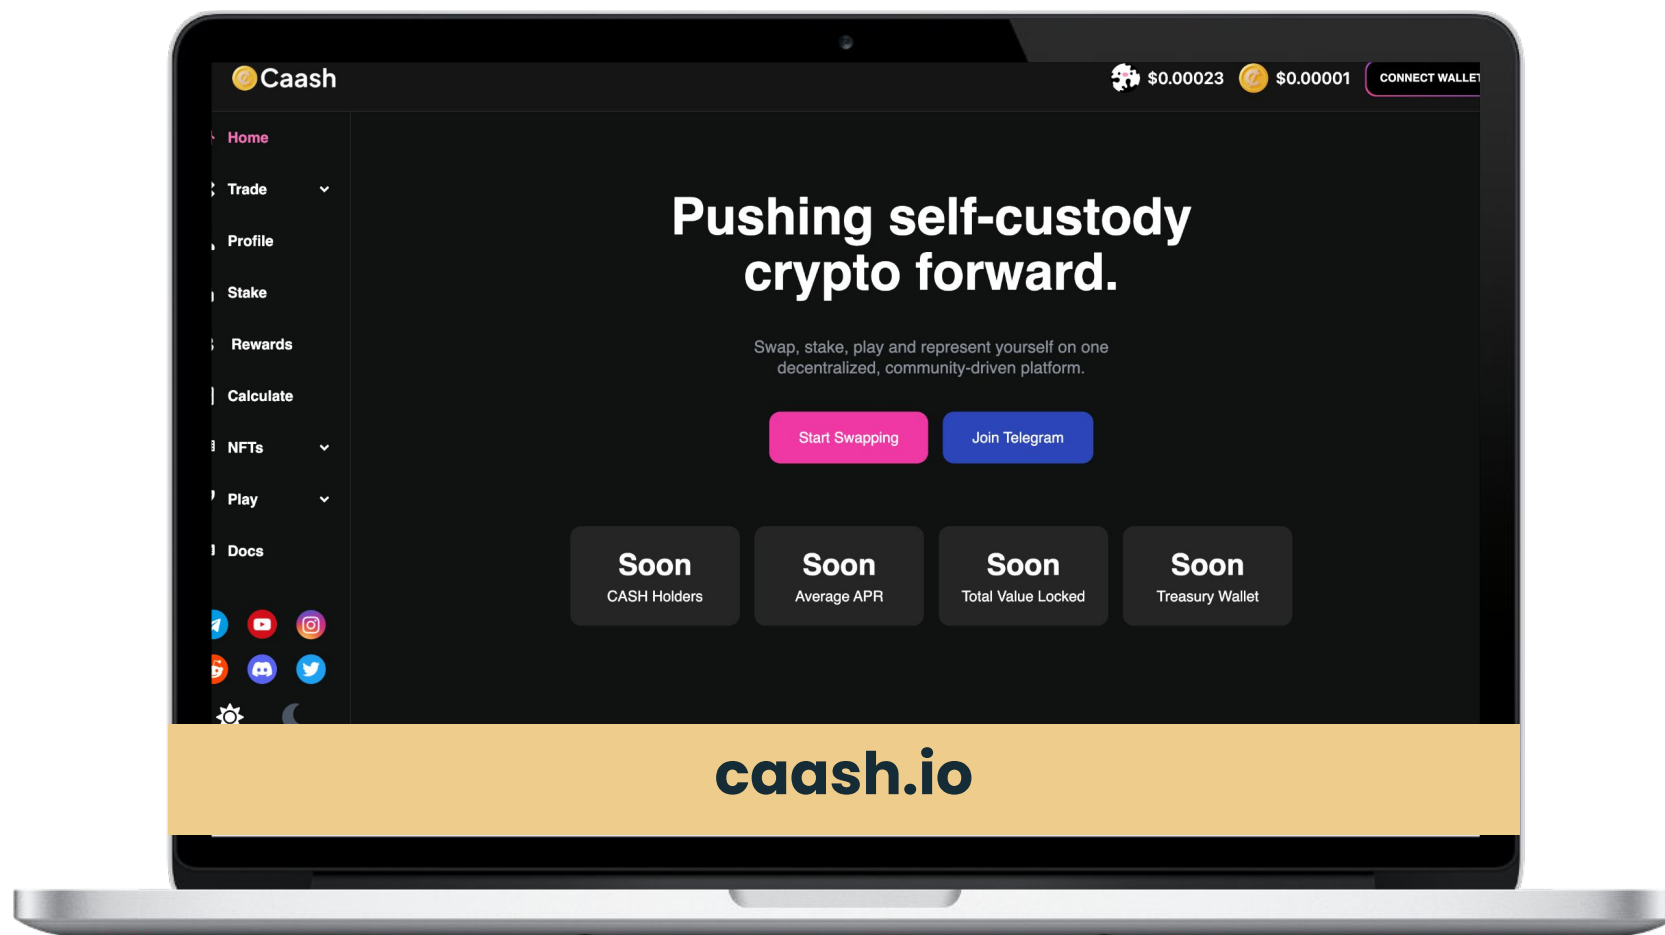 Caash
$0.00023 $0.00001 CONNECT WALLET
Home
Trade
Profile
Stake
Rewards
Calculate
NFTs
Play
Docs
Pushing self-custody
crypto forward.
Swap, stake, play and represent yourself on one
decentralized, community-driven platform.
Start Swapping Join Telegram
Soon Soon Soon Soon
CASH Holders Average APR Total Value Locked Treasury Wallet
caash.io